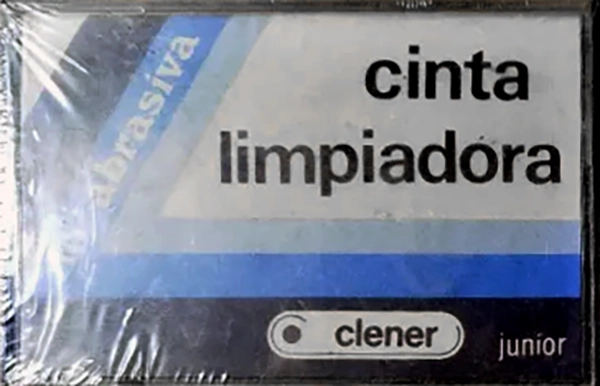 abrasiva
cinta
limpiadora
clener
junior